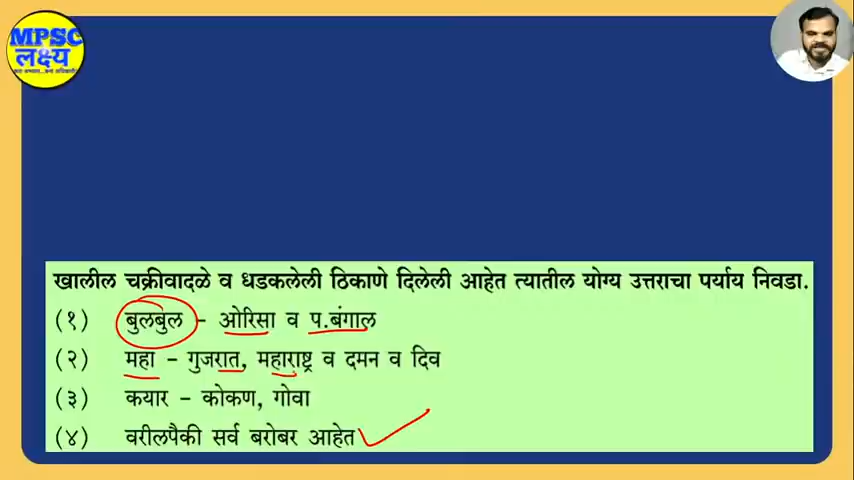 MPSC
लक्ष्य
खालील चक्रीवादळे व धडकलेली ठिकाणे दिलेली आहेत त्यातील योग्य उत्तराचा पर्याय निवडा.
(१) बुलबुल - ओरिसा व प.बंगाल
(२) महा - गुजरात, महाराष्ट्र व दमन व दिव
(३) कयार - कोकण, गोवा
(४) वरीलपैकी सर्व बरोबर आहेत